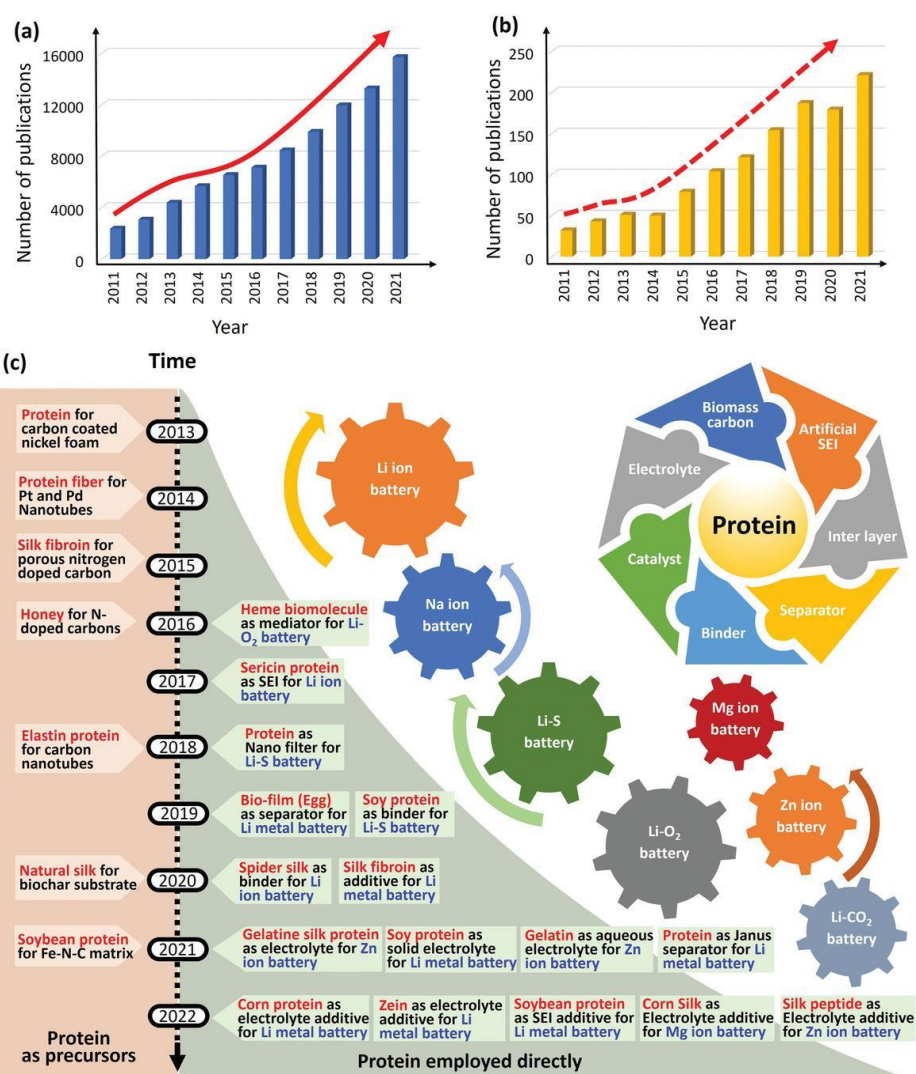 (a)
Number of publications
16000
12000
8000
4000
0
2011
2012
2013
2014
2015
2016
2017
2018
2019
2020
2021
Year
(b)
Number of publications
250
200
150
100
50
0
2011
2012
2013
2014
2015
2016
2017
2018
2019
2020
2021
Year
(c)
Time
Protein for
carbon coated
nickel foam
2013
Protein fiber for
Pt and Pd
Nanotubes
2014
Silk fibroin for
porous nitrogen
doped carbon
2015
Honey for N-
doped carbons
2016
Heme biomolecule
as mediator for Li-
O₂ battery
2017
Sericin protein
as SEI for Li ion
battery
Elastin protein
for carbon
nanotubes
2018
Protein as
Nano filter for
Li-S battery
2019
Bio-film (Egg)
as separator for
Li metal battery
Soy protein
as binder for
Li-S battery
Natural silk for
biochar substrate
2020
Spider silk as
binder for Li
ion battery
Silk fibroin as
additive for Li
metal battery
Soybean protein
for Fe-N-C matrix
2021
Gelatine silk protein
as electrolyte for Zn
ion battery
Soy protein as
solid electrolyte
for Li metal battery
Gelatin as aqueous
electrolyte for Zn
ion battery
Protein as Janus
separator for Li
metal battery
2022
Corn protein as
electrolyte additive
for Li metal battery
Zein as electrolyte
additive for Li
metal battery
Soybean protein
as SEI additive for
Li metal battery
Corn Silk as
Electrolyte additive
for Mg ion battery
Silk peptide as
Electrolyte additive
for Zn ion battery
Protein
as precursors
Protein employed directly
Li ion
battery
Na ion
battery
Li-S
battery
Li-O₂
battery
Mg ion
battery
Zn ion
battery
Li-CO₂
battery
Biomass
carbon
Artificial
SEI
Electrolyte
Protein
Inter layer
Catalyst
Separator
Binder